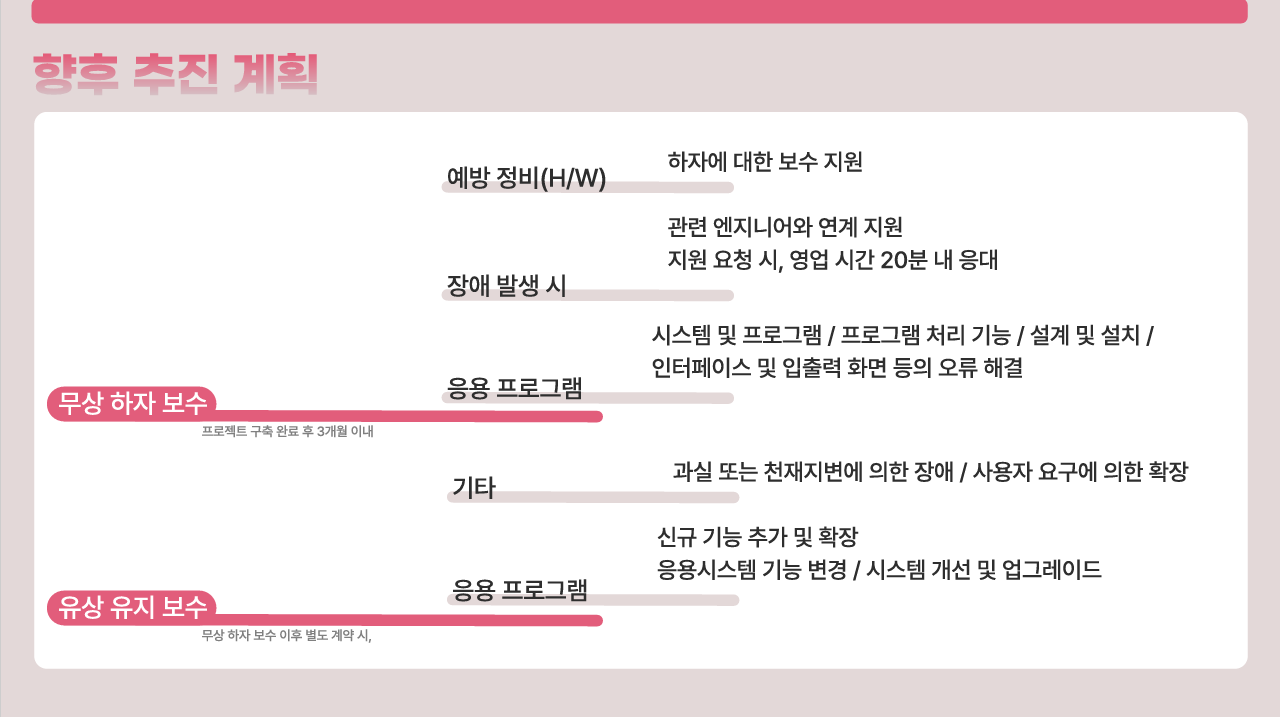 향후 추진 계획
예방 정비(H/W)
하자에 대한 보수 지원
장애 발생 시
관련 엔지니어와 연계 지원
지원 요청 시, 영업 시간 20분 내 응대
응용 프로그램
시스템 및 프로그램 / 프로그램 처리 기능 / 설계 및 설치 /
인터페이스 및 입출력 화면 등의 오류 해결
무상 하자 보수
프로젝트 구축 완료 후 3개월 이내
기타
과실 또는 천재지변에 의한 장애 / 사용자 요구에 의한 확장
응용 프로그램
신규 기능 추가 및 확장
응용시스템 기능 변경 / 시스템 개선 및 업그레이드
유상 유지 보수
무상 하자 보수 이후 별도 계약 시,